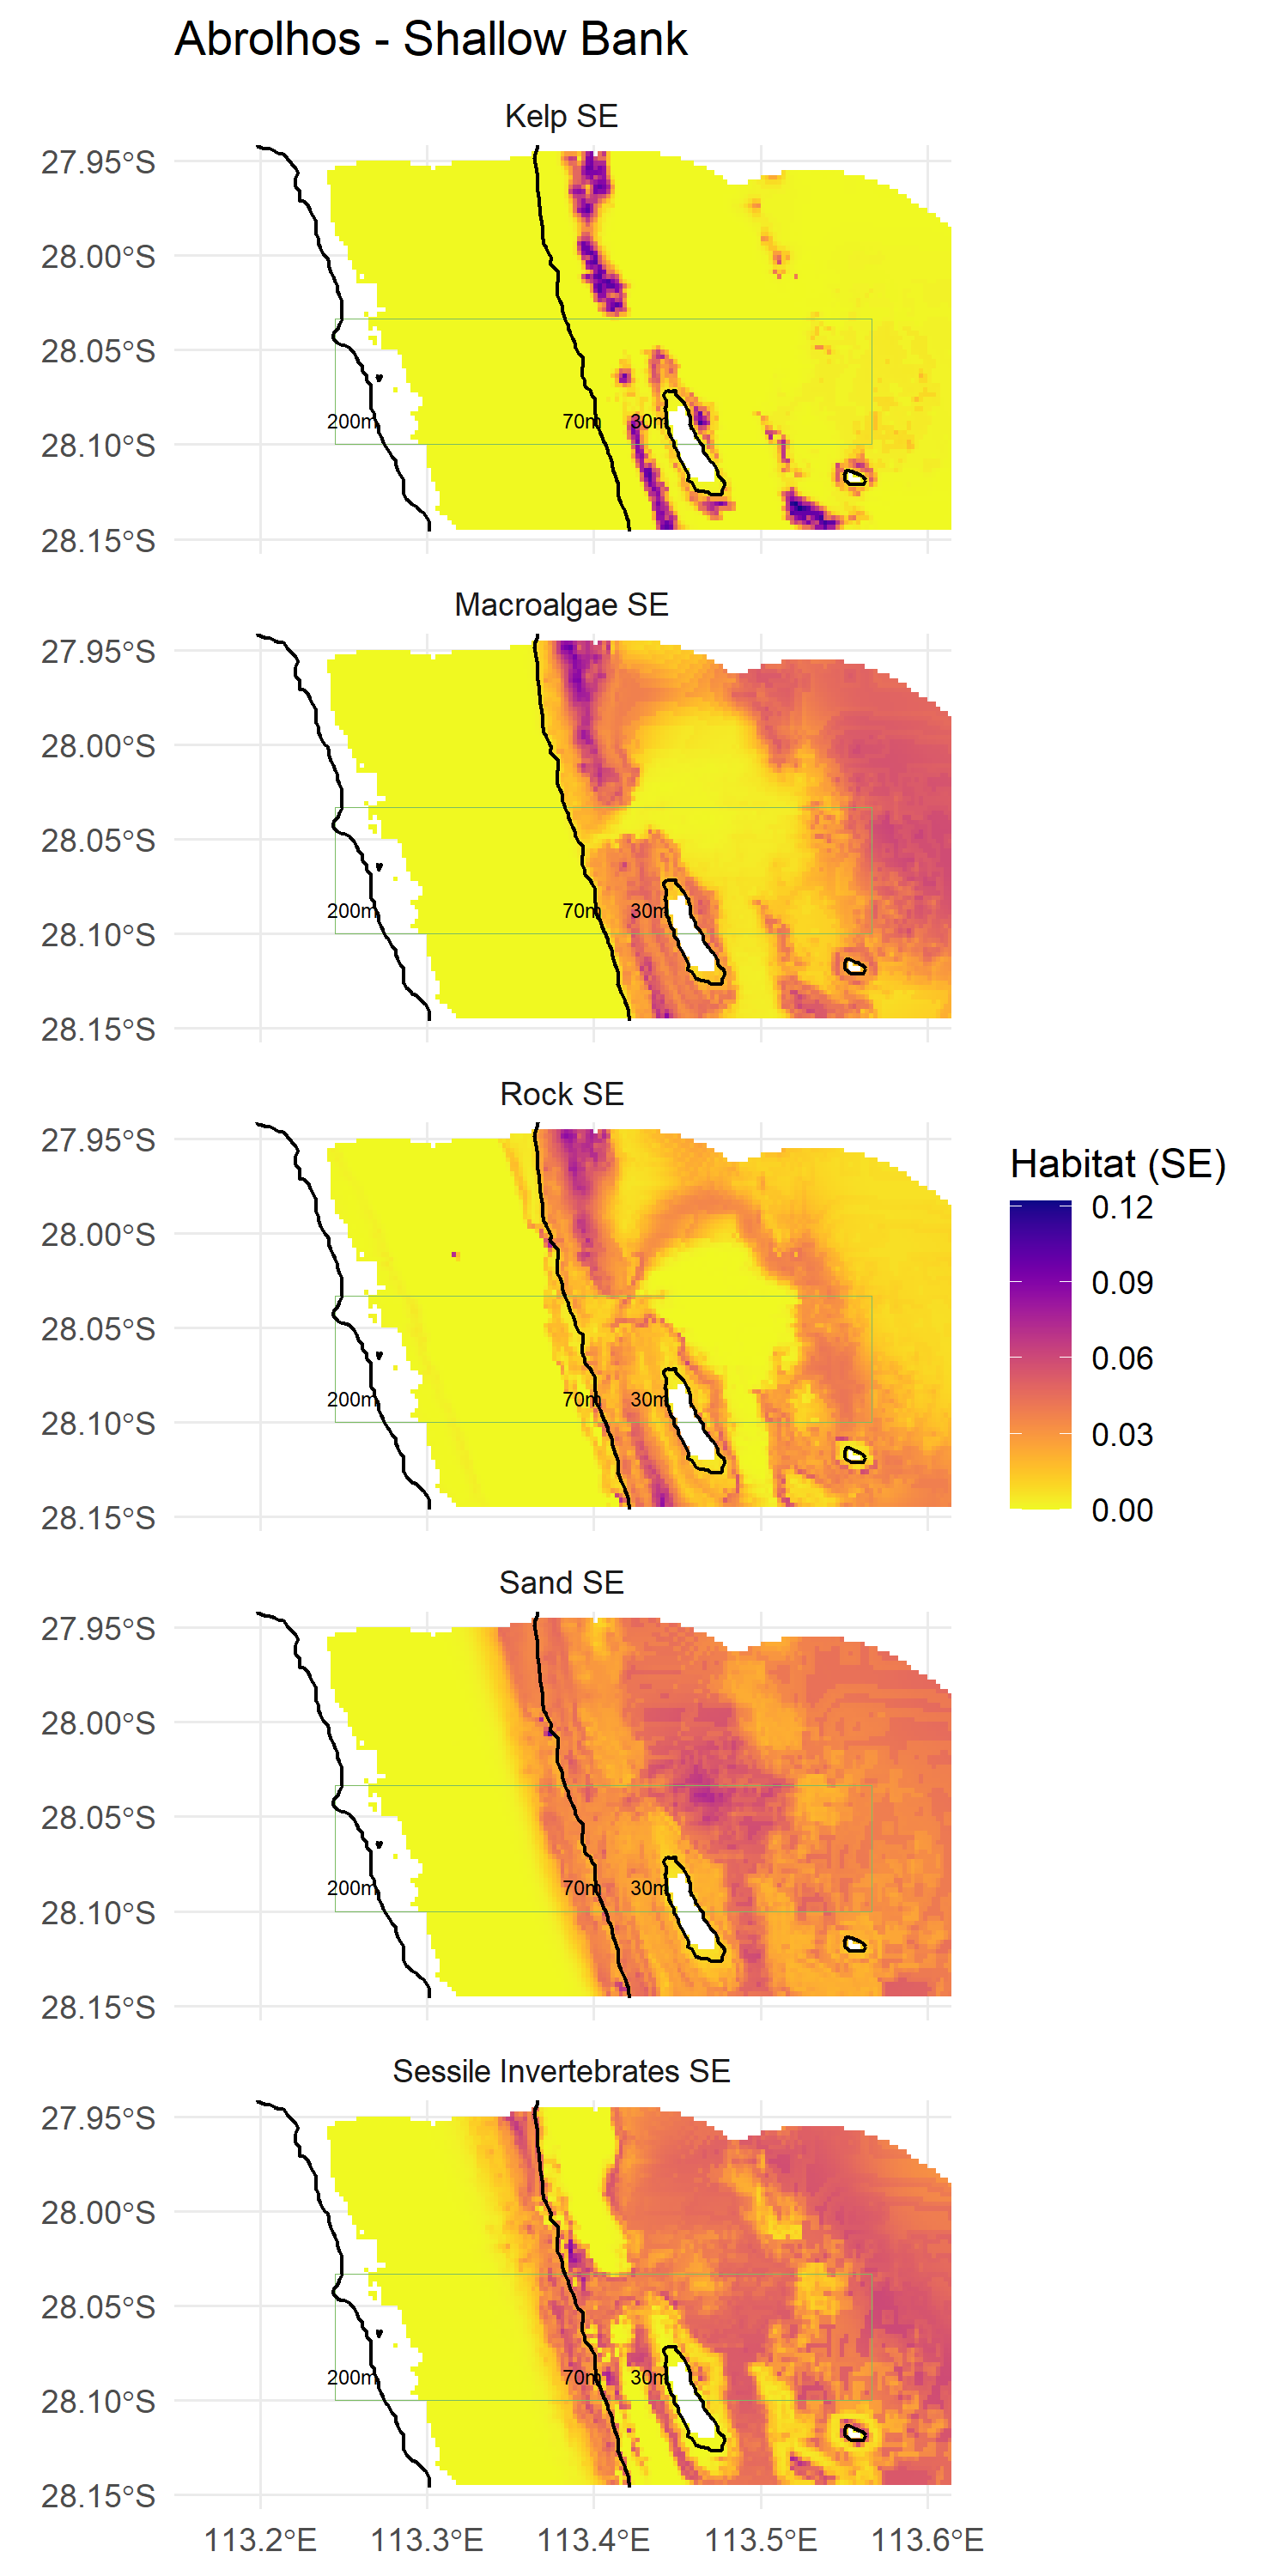 Abrolhos - Shallow Bank
Kelp SE
27.95°S
28.00°S
28.05°S
200m 70m 30m
28.10°S
28.15°S
Macroalgae SE
27.95°S
28.00°S
28.05°S
200m 70m 30m
28.10°S
28.15°S
Rock SE
27.95°S
28.00°S
28.05°S
200m 70m 30m
28.10°S
28.15°S
Habitat (SE)
0.12
0.09
0.06
0.03
0.00
Sand SE
27.95°S
28.00°S
28.05°S
200m 70m 30m
28.10°S
28.15°S
Sessile Invertebrates SE
27.95°S
28.00°S
28.05°S
200m 70m 30m
28.10°S
28.15°S
113.2°E 113.3°E 113.4°E 113.5°E 113.6°E